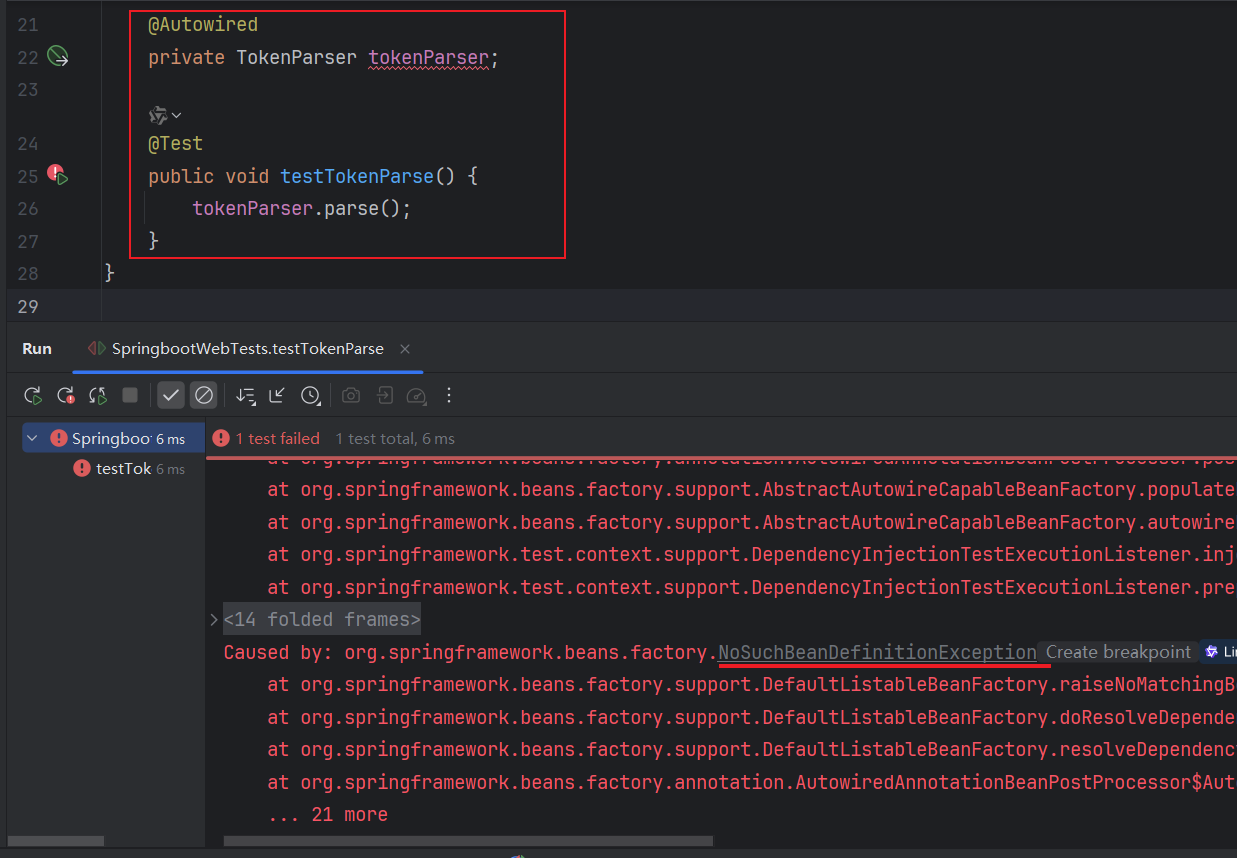 21 @Autowired
22 private TokenParser tokenParser;
23
24 @Test
25 public void testTokenParse() {
26 tokenParser.parse();
27 }
28 }
29
Run SpringbootWebTests.testTokenParse
Springboo 6 ms 1 test failed 1 test total, 6 ms
testTok 6 ms
at org.springframework.beans.factory.annotation.AutowiredAnnotationBeanPostProcessor.pos
at org.springframework.beans.factory.support.AbstractAutowireCapableBeanFactory.populate
at org.springframework.beans.factory.support.AbstractAutowireCapableBeanFactory.autowire
at org.springframework.test.context.support.DependencyInjectionTestExecutionListener.inj
at org.springframework.test.context.support.DependencyInjectionTestExecutionListener.pre
<14 folded frames>
Caused by: org.springframework.beans.factory.NoSuchBeanDefinitionException Create breakpoint
at org.springframework.beans.factory.support.DefaultListableBeanFactory.raiseNoMatchingB
at org.springframework.beans.factory.support.DefaultListableBeanFactory.doResolveDepende
at org.springframework.beans.factory.support.DefaultListableBeanFactory.resolveDependenc
at org.springframework.beans.factory.annotation.AutowiredAnnotationBeanPostProcessor$Aut
... 21 more